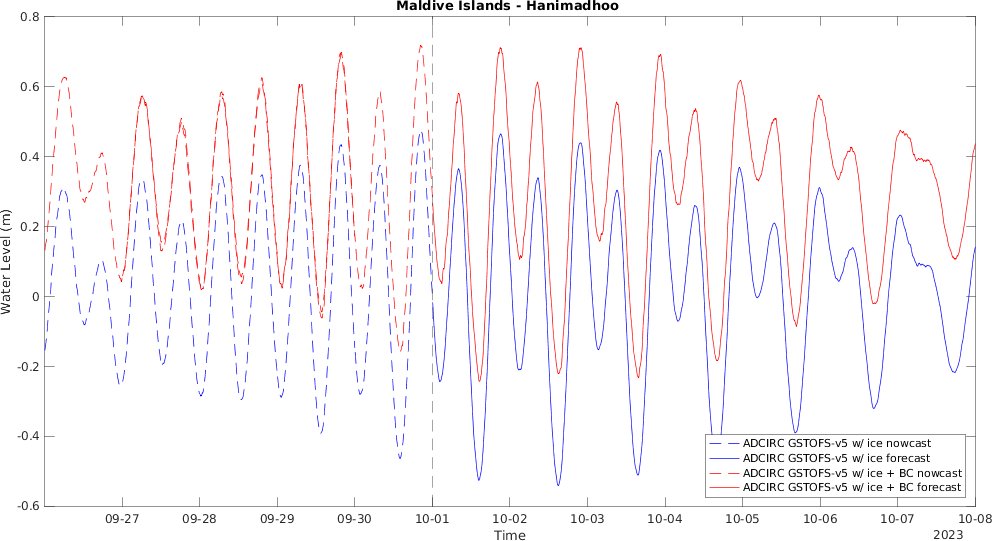 Maldive Islands - Hanimadhoo
Water Level (m)
0.8
0.6
0.4
0.2
0
-0.2
-0.4
-0.6
ADCIRC GSTOFS-v5 w/ ice nowcast
ADCIRC GSTOFS-v5 w/ ice forecast
ADCIRC GSTOFS-v5 w/ ice + BC nowcast
ADCIRC GSTOFS-v5 w/ ice + BC forecast
09-27 09-28 09-29 09-30 10-01 10-02 10-03 10-04 10-05 10-06 10-07 10-08
Time
2023